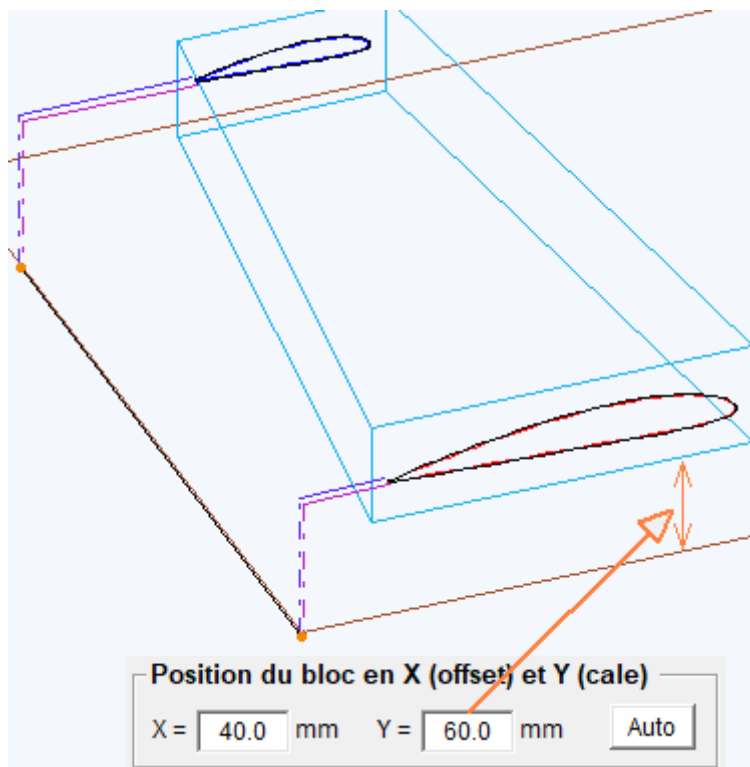 Position du bloc en X (offset) et Y (cale)
X = 40.0 mm Y = 60.0 mm Auto